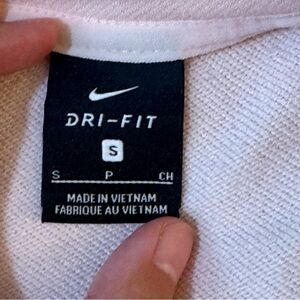 DRI-FIT
S
S P CH
MADE IN VIETNAM
FABRIQUE AU VIETNAM